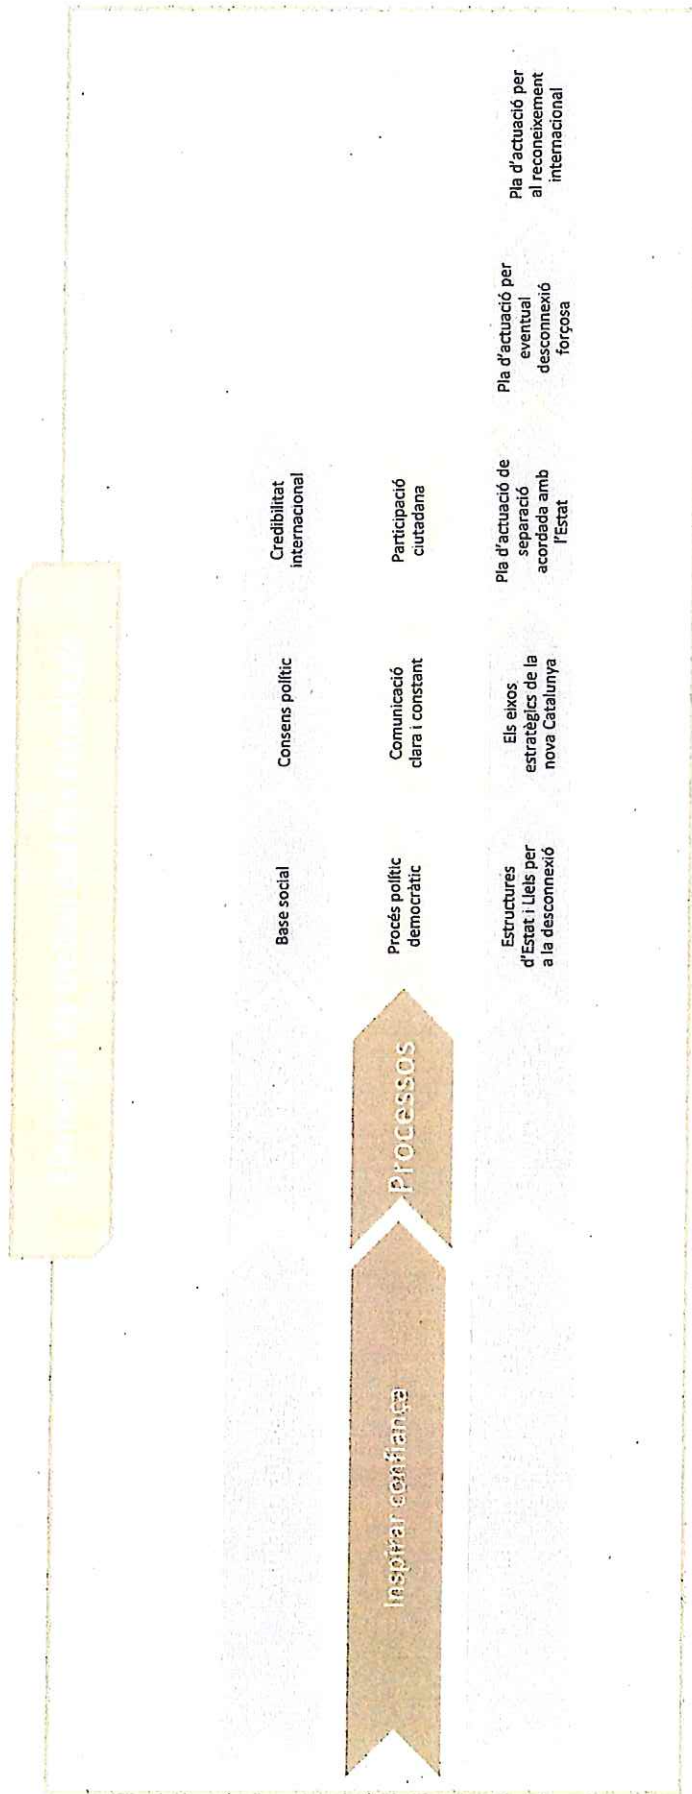 Base social
Consens polític
Credibilitat
internacional
Inspirar confiança
Processos
Procés polític
democràtic
Comunicació
clara i constant
Participació
ciutadana
Estructures
d'Estat i Lleis per
a la desconnexió
Els eixos
estratègics de la
nova Catalunya
Pla d'actuació de
separació
acordada amb
l'Estat
Pla d'actuació per
eventual
desconnexió
forçosa
Pla d'actuació per
al reconeixement
internacional